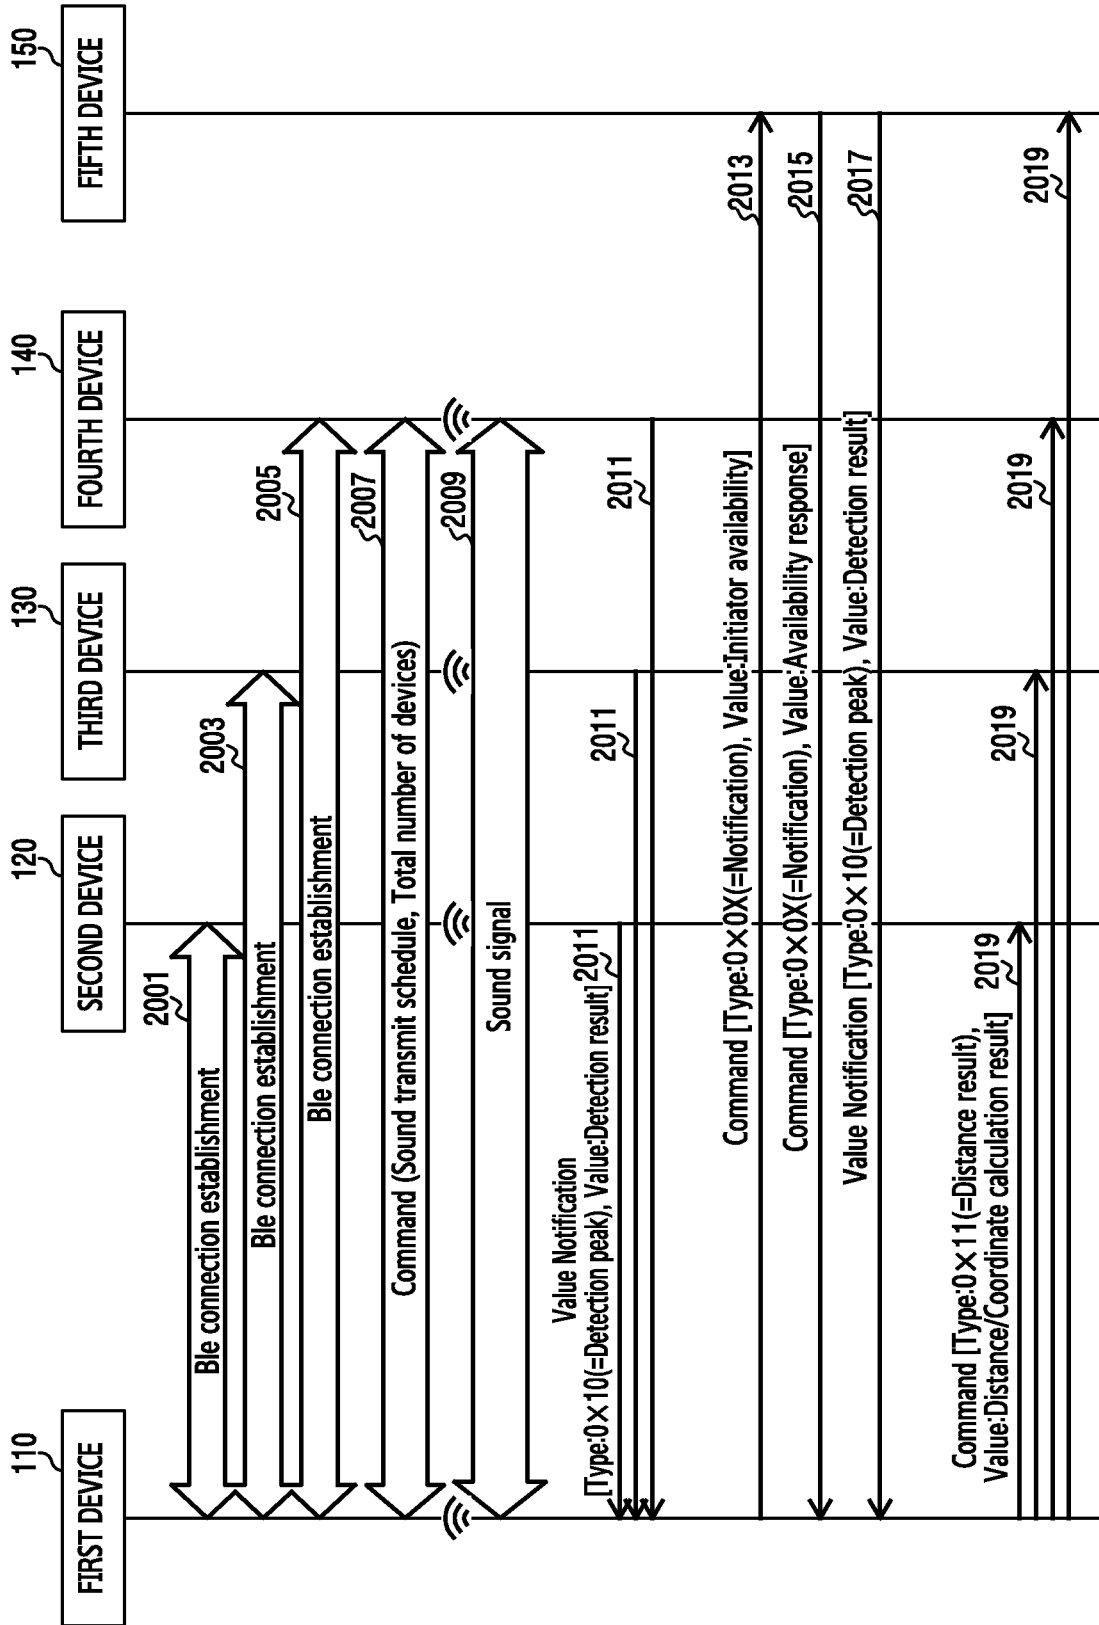 110
120
130
140
150
FIRST DEVICE
SECOND DEVICE
THIRD DEVICE
FOURTH DEVICE
FIFTH DEVICE
2001
Ble connection establishment
2003
Ble connection establishment
2005
Ble connection establishment
2007
Command (Sound transmit schedule, Total number of devices)
2009
Sound signal
Value Notification
[Type:0×10(=Detection peak), Value:Detection result]
2011
2011
2011
Command [Type:0×0X(=Notification), Value:Initiator availability]
2013
Command [Type:0×0X(=Notification), Value:Availability response]
2015
Value Notification [Type:0×10(=Detection peak), Value:Detection result]
2017
Command [Type:0×11(=Distance result),
Value:Distance/Coordinate calculation result]
2019
2019
2019
2019